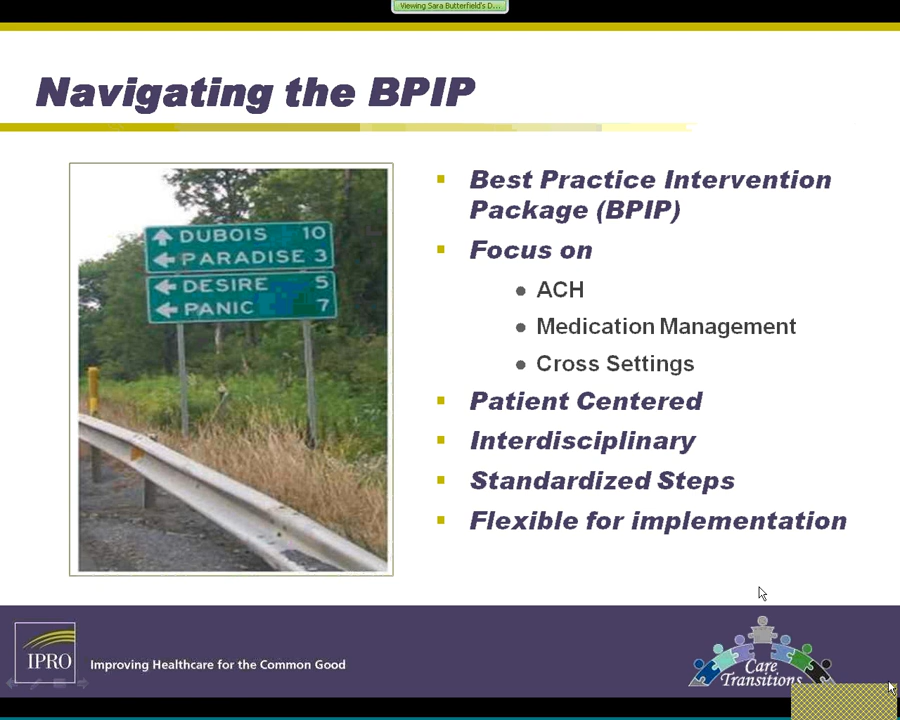 Viewing Sara Butterfield's D...
Navigating the BPIP
DUBOIS 10
PARADISE 3
DESIRE 5
PANIC 7
Best Practice Intervention
Package (BPIP)
Focus on
ACH
Medication Management
Cross Settings
Patient Centered
Interdisciplinary
Standardized Steps
Flexible for implementation
IPRO
Improving Healthcare for the Common Good
Care
Transitions